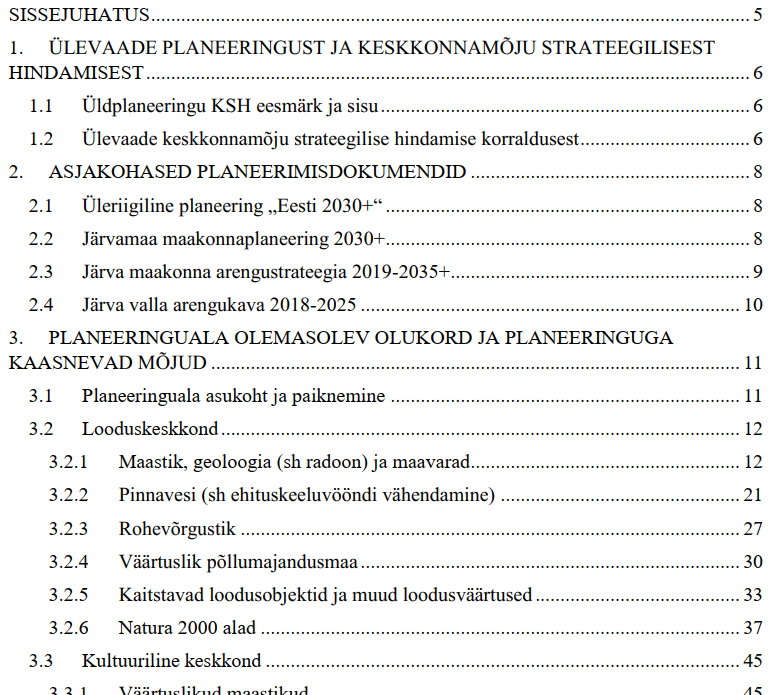 SISSEJUHATUS 5
1. ÜLEVAADE PLANEERINGUST JA KESKKONNAMÕJU STRATEEGILISEST
HINDAMISEST 6
1.1 Üldplaneeringu KSH eesmärk ja sisu 6
1.2 Ülevaade keskkonnamõju strateegilise hindamise korraldusest 6
2. ASJAKOHASED PLANEERIMISDOKUMENDID 8
2.1 Üleriigiline planeering „Eesti 2030+“ 8
2.2 Järvamaa maakonnaplaneering 2030+ 8
2.3 Järva maakonna arengustrateegia 2019-2035+ 9
2.4 Järva valla arengukava 2018-2025 10
3. PLANEERINGUALA OLEMASOLEV OLUKORD JA PLANEERINGUGA
KAASNEVAD MÕJUD 11
3.1 Planeeringuala asukoht ja paiknemine 11
3.2 Looduskeskkond 12
3.2.1 Maastik, geoloogia (sh radoon) ja maavarad 12
3.2.2 Pinnavesi (sh ehituskeeluvööndi vähendamine) 21
3.2.3 Rohevõrgustik 27
3.2.4 Väärtuslik põllumajandusmaa 30
3.2.5 Kaitstavad loodusobjektid ja muud loodusväärtused 33
3.2.6 Natura 2000 alad 37
3.3 Kultuuriline keskkond 45
3.3.1 Väärtuslikud maastikud 45